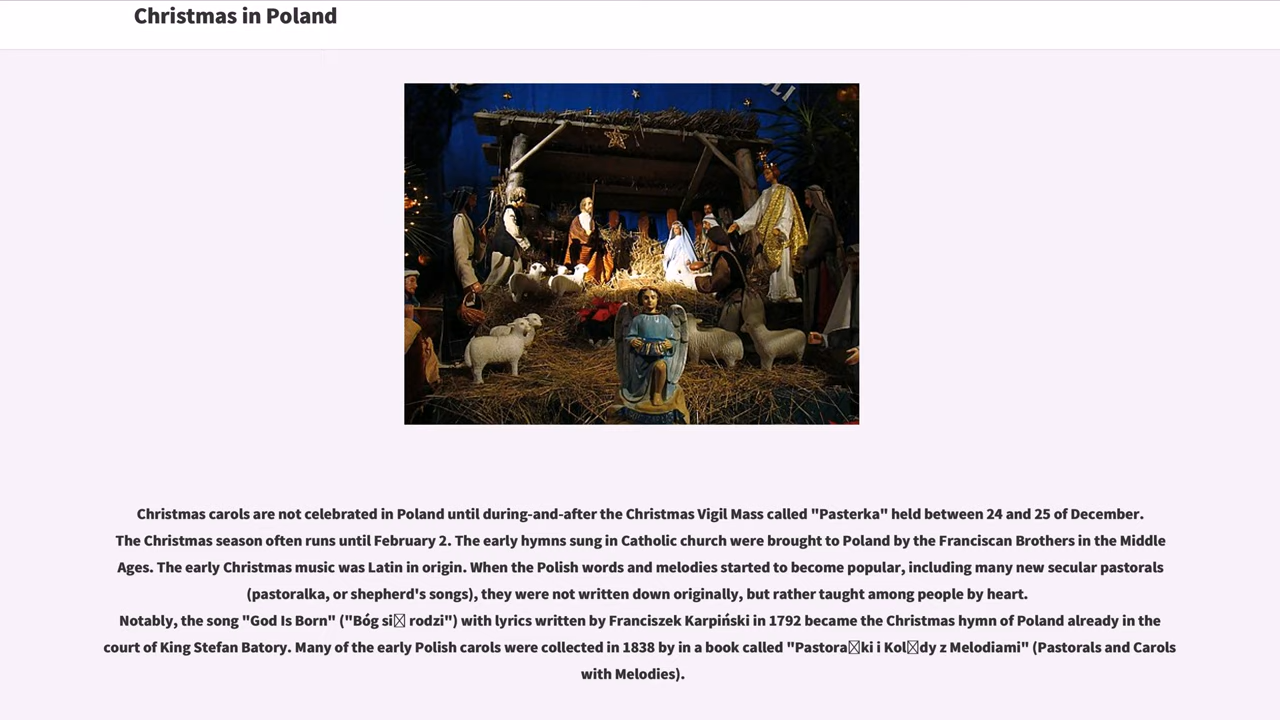 Christmas in Poland
Christmas carols are not celebrated in Poland until during-and-after the Christmas Vigil Mass called "Pasterka" held between 24 and 25 of December.
The Christmas season often runs until February 2. The early hymns sung in Catholic church were brought to Poland by the Franciscan Brothers in the Middle
Ages. The early Christmas music was Latin in origin. When the Polish words and melodies started to become popular, including many new secular pastorals
(pastoralka, or shepherd's songs), they were not written down originally, but rather taught among people by heart.
Notably, the song "God Is Born" ("Bóg si☒ rodzi") with lyrics written by Franciszek Karpiński in 1792 became the Christmas hymn of Poland already in the
court of King Stefan Batory. Many of the early Polish carols were collected in 1838 by in a book called "Pastora☒ki i Kol☒dy z Melodiami" (Pastorals and Carols
with Melodies).